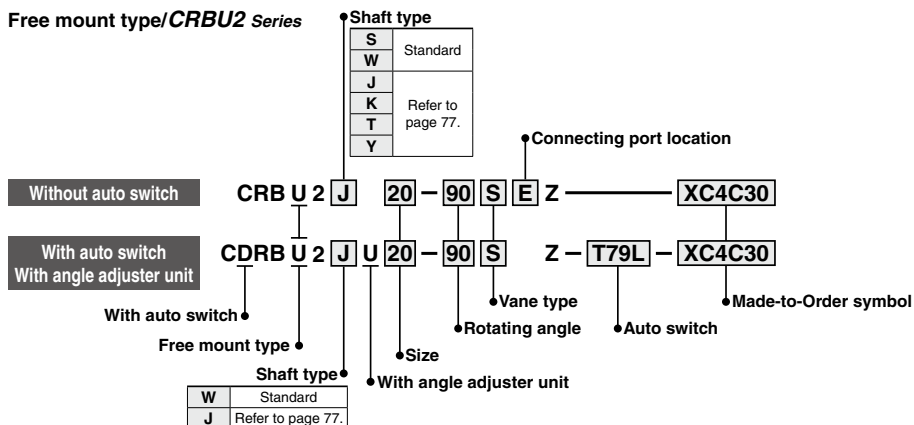 Free mount type/CRBU2 Series
Shaft type
S Standard
W
J Refer to page 77.
K
T
Y
Connecting port location
Without auto switch CRB U 2 J 20 – 90 S E Z — XC4C30
With auto switch
With angle adjuster unit
CDRB U 2 J U 20 – 90 S Z – T79L – XC4C30
With auto switch
Free mount type
Shaft type
W Standard
J Refer to page 77.
With angle adjuster unit
Size
Rotating angle
Vane type
Auto switch
Made-to-Order symbol